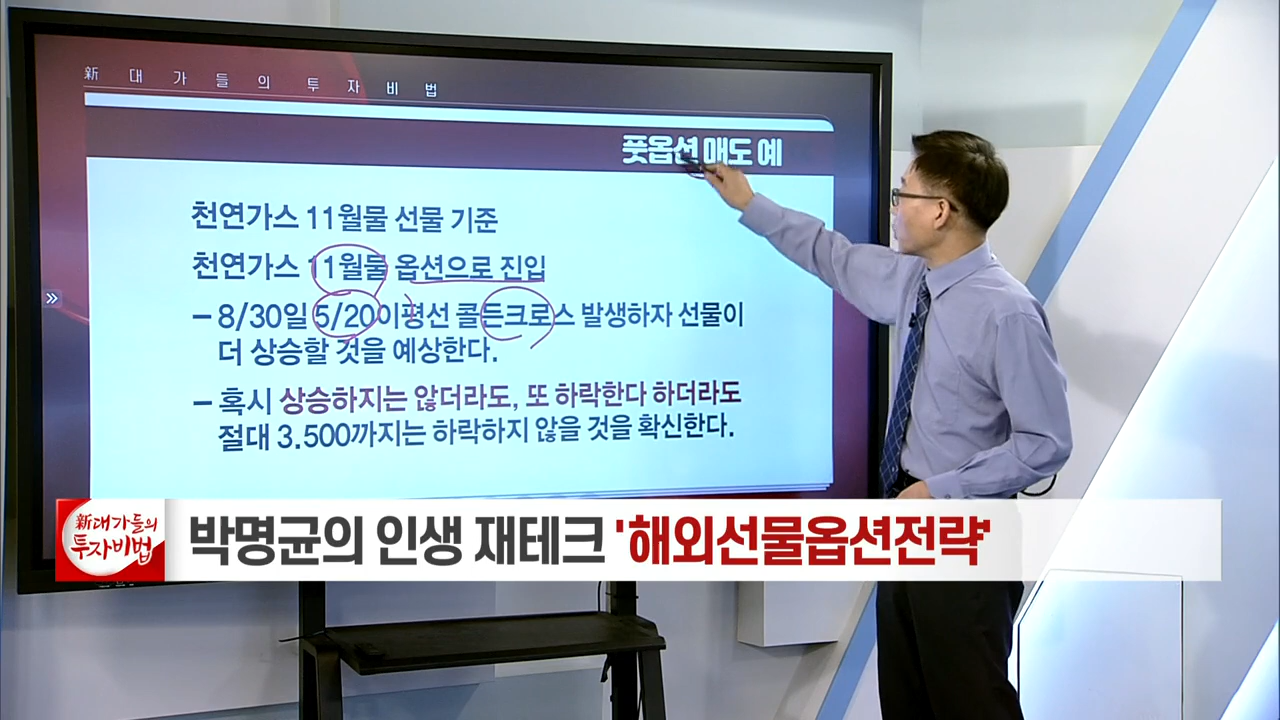 新 대 가 들 의 투 자 비 법
풋옵션 매도 예
천연가스 11월물 선물 기준
천연가스 11월물 옵션으로 진입
– 8/30일 5/20이평선 콜든크로스 발생하자 선물이
더 상승할 것을 예상한다.
– 혹시 상승하지는 않더라도, 또 하락한다 하더라도
절대 3.500까지는 하락하지 않을 것을 확신한다.
新대가들의
투자비법
박명균의 인생 재테크 '해외선물옵션전략'